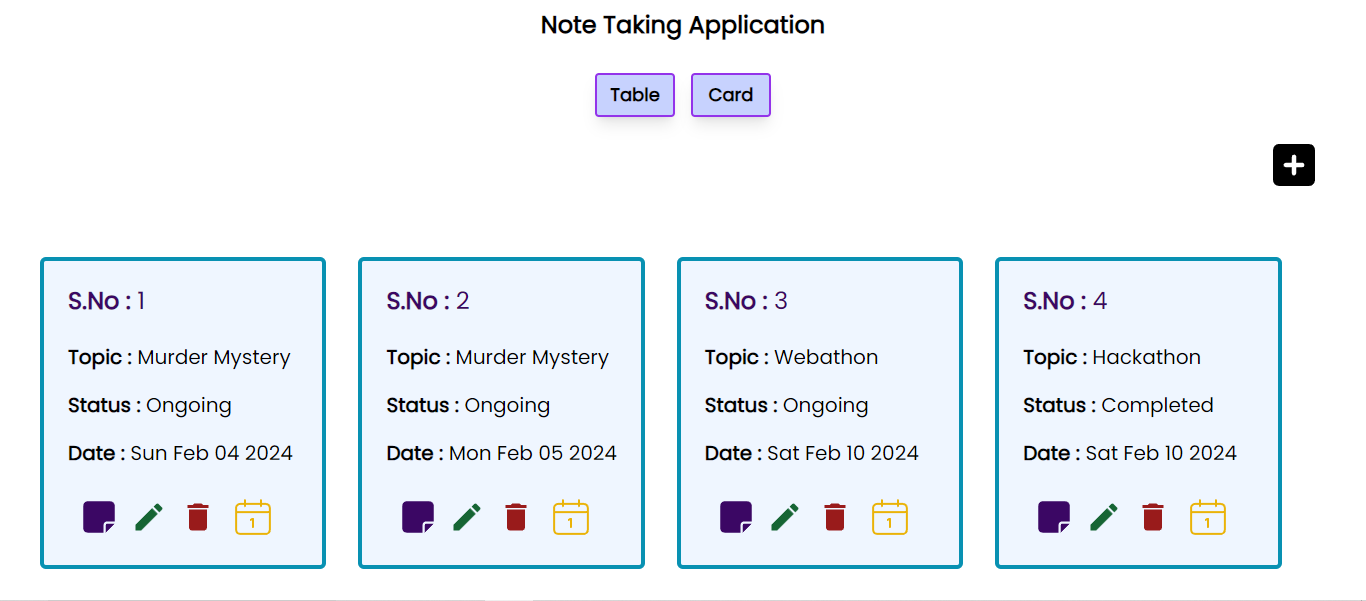 Note Taking Application
Table Card
S.No : 1
Topic : Murder Mystery
Status : Ongoing
Date : Sun Feb 04 2024
1
S.No : 2
Topic : Murder Mystery
Status : Ongoing
Date : Mon Feb 05 2024
1
S.No : 3
Topic : Webathon
Status : Ongoing
Date : Sat Feb 10 2024
1
S.No : 4
Topic : Hackathon
Status : Completed
Date : Sat Feb 10 2024
1